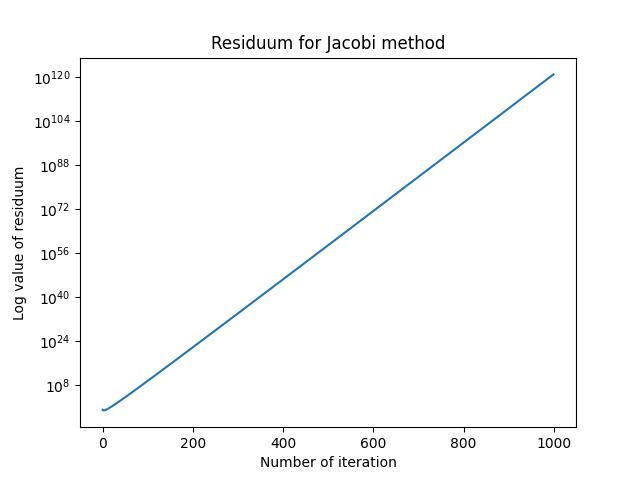 Residuum for Jacobi method
Log value of residuum
10^120
10^104
10^88
10^72
10^56
10^40
10^24
10^8
0 200 400 600 800 1000
Number of iteration